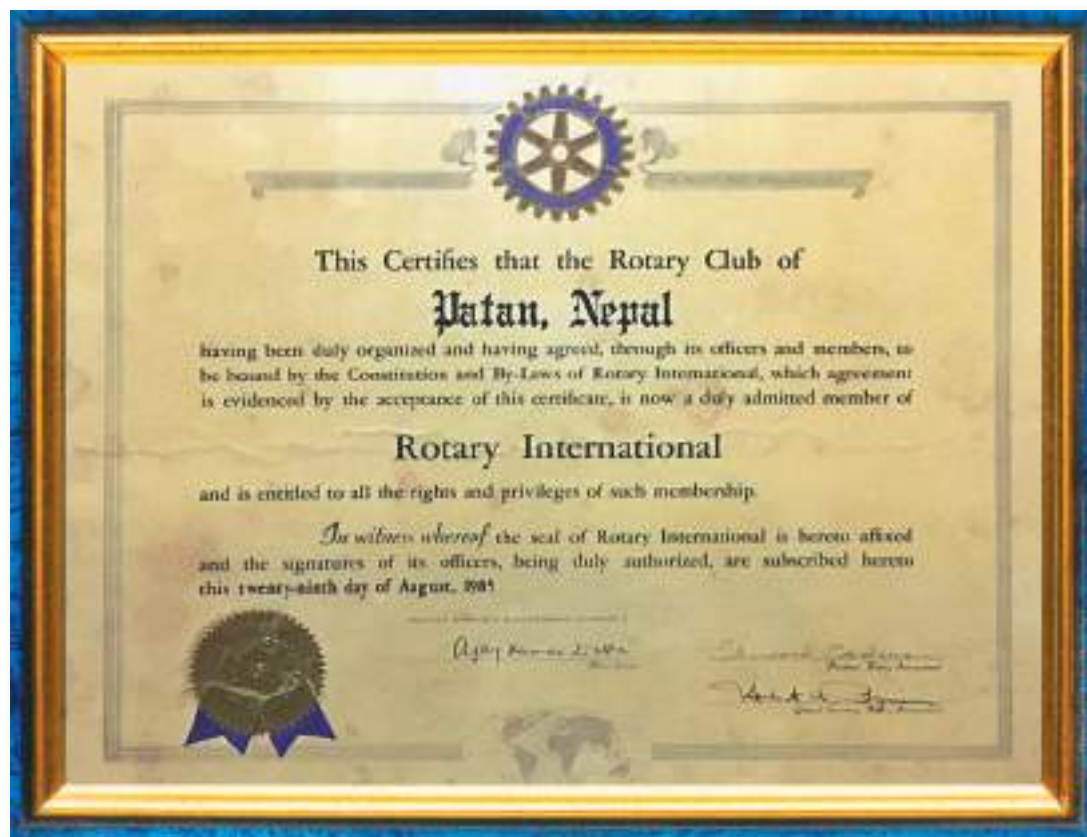 This Certifies that the Rotary Club of
Patan, Nepal
having been duly organized and having agreed, through its officers and members, to
be bound by the Constitution and By-Laws of Rotary International, which agreement
is evidenced by the acceptance of this certificate, is now a duly admitted member of
Rotary International
and is entitled to all the rights and privileges of such membership.
In witness whereof the seal of Rotary International is hereto affixed
and the signatures of its officers, being duly authorized, are subscribed hereto
this twenty-ninth day of August,